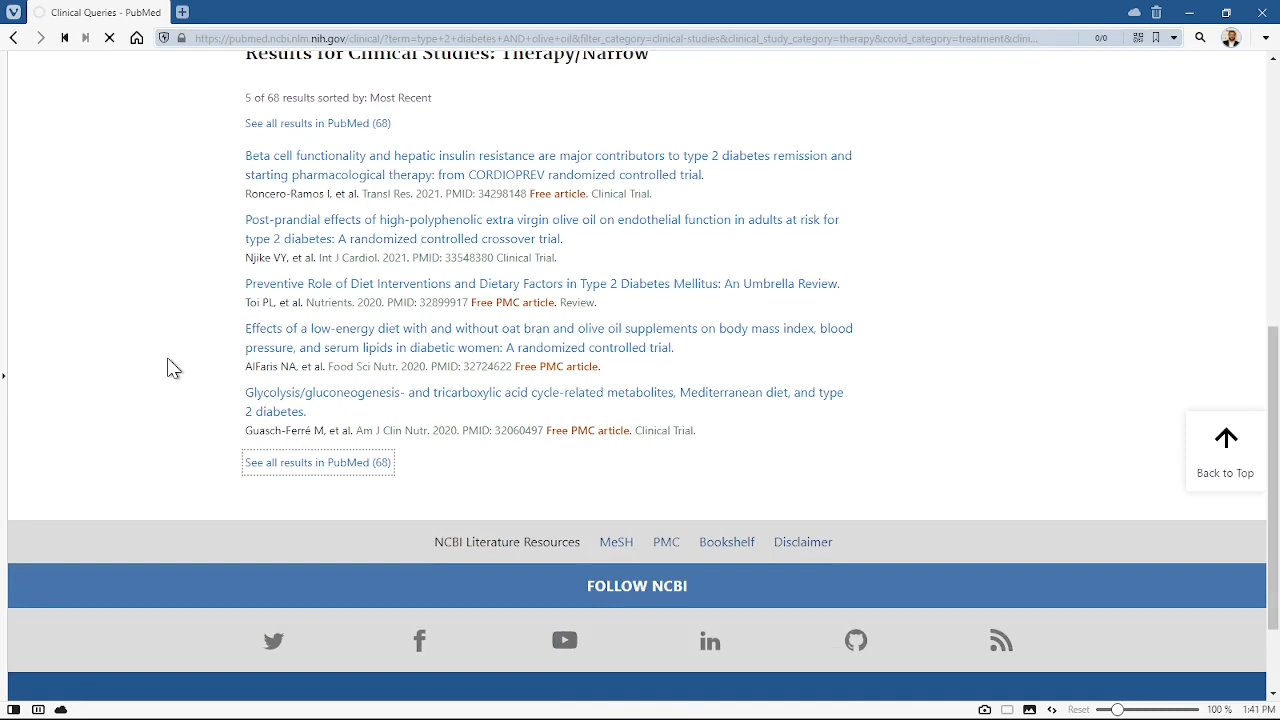 Clinical Queries - PubMed
https://pubmed.ncbi.nlm.nih.gov/clinical/?term=type+2+diabetes+AND+olive+oil&filter_category=clinical-studies&clinical_study_category=therapy&covid_category=treatment&clini...
0/0
Results for Clinical Studies: Therapy/Narrow
5 of 68 results sorted by: Most Recent
See all results in PubMed (68)
Beta cell functionality and hepatic insulin resistance are major contributors to type 2 diabetes remission and
starting pharmacological therapy: from CORDIOPREV randomized controlled trial.
Roncero-Ramos I, et al. Transl Res. 2021. PMID: 34298148 Free article. Clinical Trial.
Post-prandial effects of high-polyphenolic extra virgin olive oil on endothelial function in adults at risk for
type 2 diabetes: A randomized controlled crossover trial.
Njike VY, et al. Int J Cardiol. 2021. PMID: 33548380 Clinical Trial.
Preventive Role of Diet Interventions and Dietary Factors in Type 2 Diabetes Mellitus: An Umbrella Review.
Toi PL, et al. Nutrients. 2020. PMID: 32899917 Free PMC article. Review.
Effects of a low-energy diet with and without oat bran and olive oil supplements on body mass index, blood
pressure, and serum lipids in diabetic women: A randomized controlled trial.
AlFaris NA, et al. Food Sci Nutr. 2020. PMID: 32724622 Free PMC article.
Glycolysis/gluconeogenesis- and tricarboxylic acid cycle-related metabolites, Mediterranean diet, and type
2 diabetes.
Guasch-Ferré M, et al. Am J Clin Nutr. 2020. PMID: 32060497 Free PMC article. Clinical Trial.
See all results in PubMed (68)
Back to Top
NCBI Literature Resources MeSH PMC Bookshelf Disclaimer
FOLLOW NCBI
Reset 100 % 1:41 PM